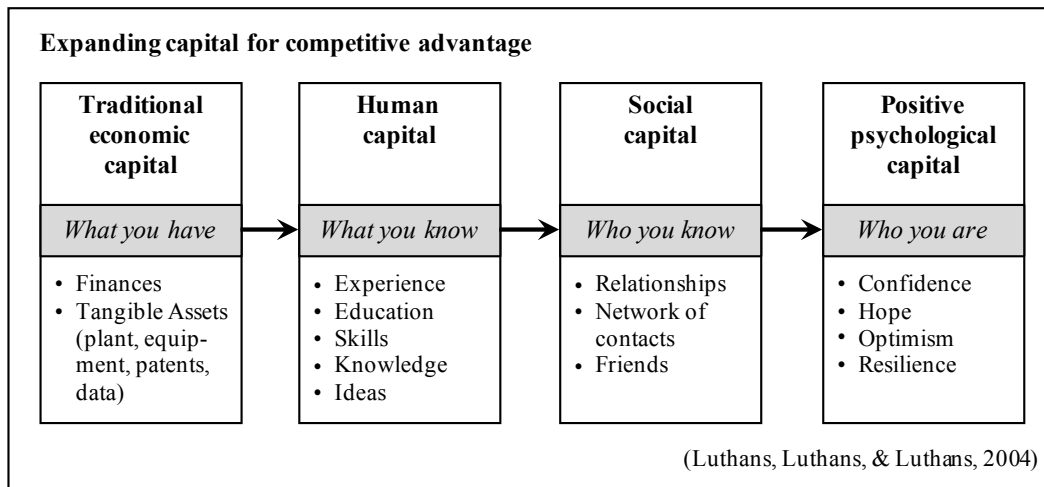 Expanding capital for competitive advantage
Traditional
economic
capital
What you have
• Finances
• Tangible Assets
(plant, equip-
ment, patents,
data)
Human
capital
What you know
• Experience
• Education
• Skills
• Knowledge
• Ideas
Social
capital
Who you know
• Relationships
• Network of
contacts
• Friends
Positive
psychological
capital
Who you are
• Confidence
• Hope
• Optimism
• Resilience
(Luthans, Luthans, & Luthans, 2004)